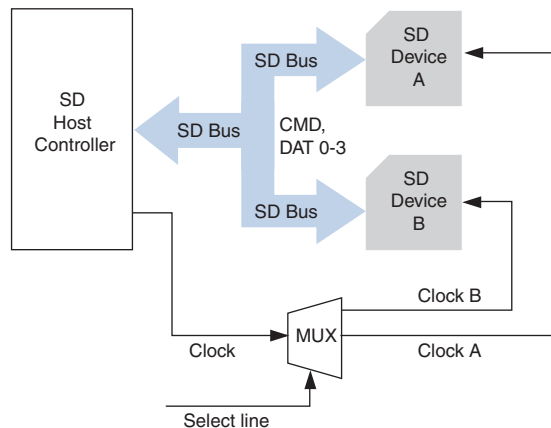 SD
Host
Controller
SD Bus
SD Bus
CMD,
DAT 0-3
SD Bus
SD
Device
A
SD
Device
B
Clock
MUX
Clock B
Clock A
Select line